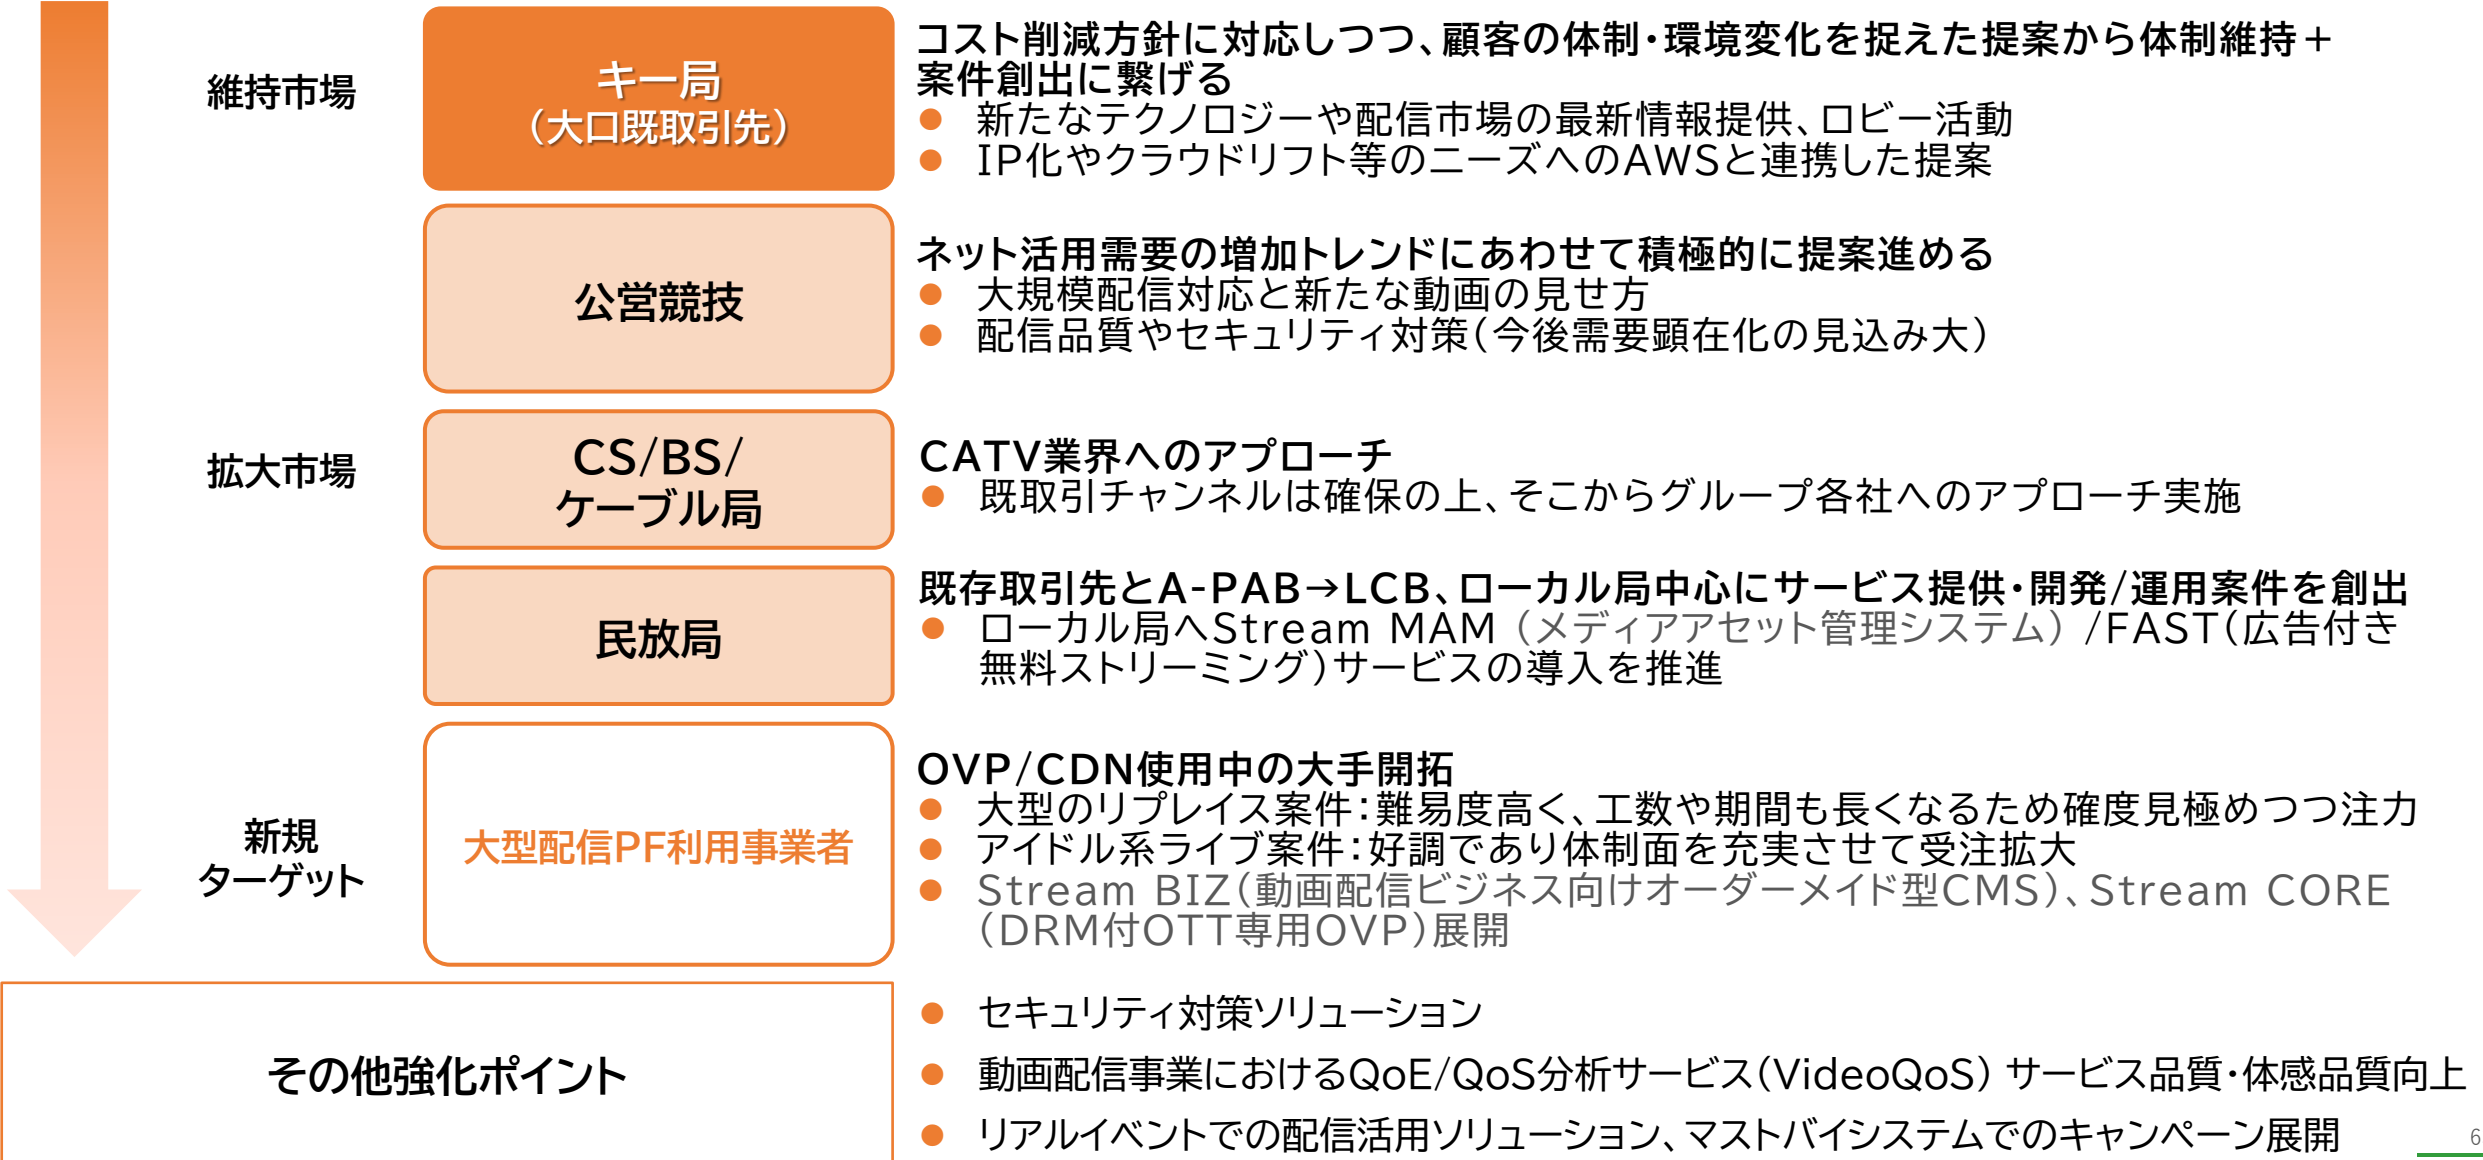 維持市場
キー局
（大口既取引先）
コスト削減方針に対応しつつ、顧客の体制・環境変化を捉えた提案から体制維持＋
案件創出に繋げる
● 新たなテクノロジーや配信市場の最新情報提供、ロビー活動
● IP化やクラウドリフト等のニーズへのAWSと連携した提案
拡大市場
公営競技
ネット活用需要の増加トレンドにあわせて積極的に提案進める
● 大規模配信対応と新たな動画の見せ方
● 配信品質やセキュリティ対策（今後需要顕在化の見込み大）
CS/BS/
ケーブル局
CATV業界へのアプローチ
● 既取引チャンネルは確保の上、そこからグループ各社へのアプローチ実施
民放局
既存取引先とA-PAB→LCB、ローカル局中心にサービス提供・開発/運用案件を創出
● ローカル局へStream MAM（メディアアセット管理システム）/FAST（広告付き
無料ストリーミング）サービスの導入を推進
新規
ターゲット
大型配信PF利用事業者
OVP/CDN使用中の大手開拓
● 大型のリプレイス案件：難易度高く、工数や期間も長くなるため確度見極めつつ注力
● アイドル系ライブ案件：好調であり体制面を充実させて受注拡大
● Stream BIZ（動画配信ビジネス向けオーダーメイド型CMS）、Stream CORE
（DRM付OTT専用OVP）展開
その他強化ポイント
● セキュリティ対策ソリューション
● 動画配信事業におけるQoE/QoS分析サービス（VideoQoS） サービス品質・体感品質向上
● リアルイベントでの配信活用ソリューション、マストバイシステムでのキャンペーン展開
6